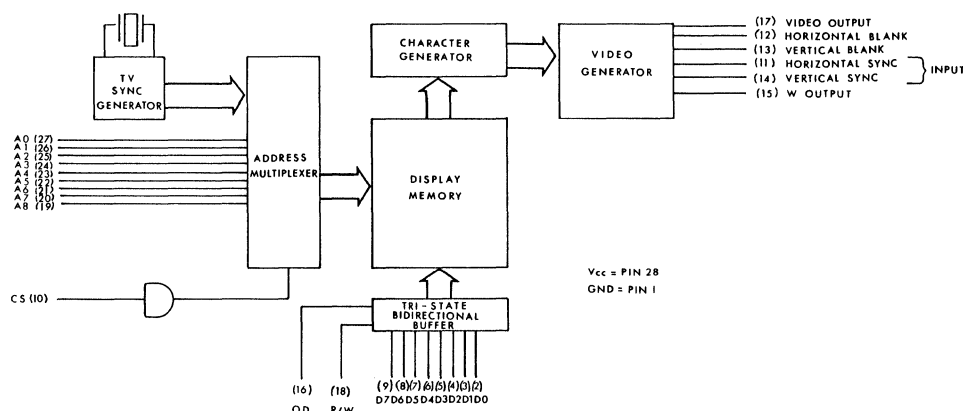 TV
SYNC
GENERATOR
CHARACTER
GENERATOR
VIDEO
GENERATOR
(17) VIDEO OUTPUT
(12) HORIZONTAL BLANK
(13) VERTICAL BLANK
(11) HORIZONTAL SYNC
(14) VERTICAL SYNC
INPUT
(15) W OUTPUT
A0 (27)
A1 (26)
A2 (25)
A3 (24)
A4 (23)
A5 (22)
A6 (21)
A7 (20)
A8 (19)
ADDRESS
MULTIPLEXER
DISPLAY
MEMORY
Vcc = PIN 28
GND = PIN 1
CS (10)
TRI-STATE
BIDIRECTIONAL
BUFFER
(16) (18) (9) (8) (7) (6) (5) (4) (3) (2)
OD R/W D7 D6 D5 D4 D3 D2 D1 D0